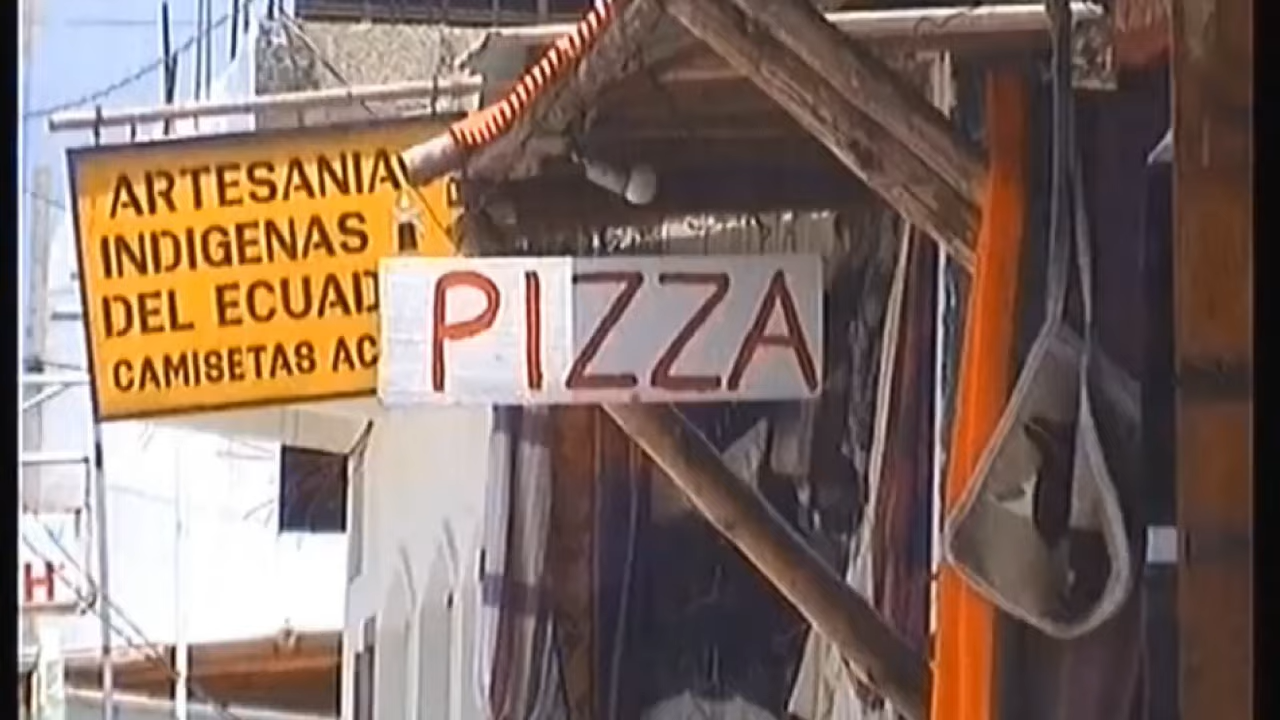 ARTESANIA
INDIGENAS
DEL ECUAD
CAMISETAS AC
PIZZA
H